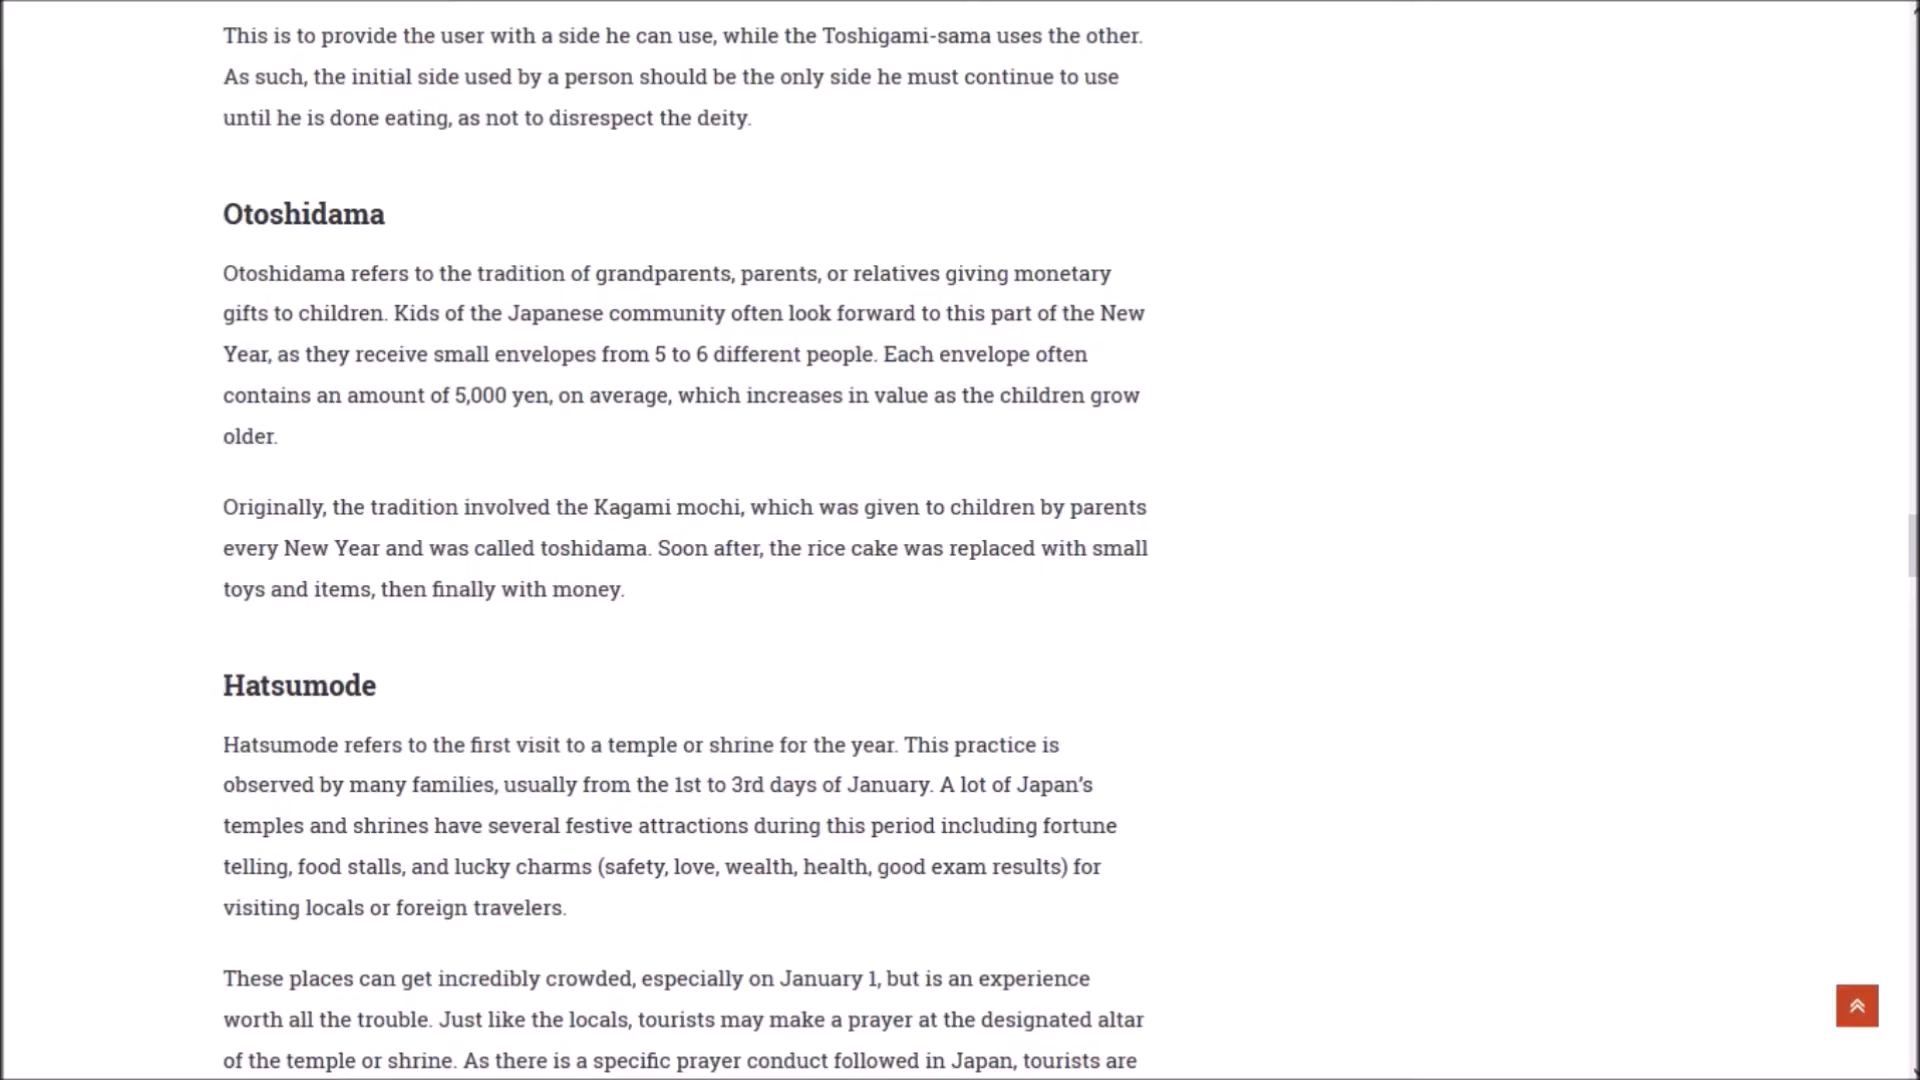 This is to provide the user with a side he can use, while the Toshigami-sama uses the other.
As such, the initial side used by a person should be the only side he must continue to use
until he is done eating, as not to disrespect the deity.
Otoshidama
Otoshidama refers to the tradition of grandparents, parents, or relatives giving monetary
gifts to children. Kids of the Japanese community often look forward to this part of the New
Year, as they receive small envelopes from 5 to 6 different people. Each envelope often
contains an amount of 5,000 yen, on average, which increases in value as the children grow
older.
Originally, the tradition involved the Kagami mochi, which was given to children by parents
every New Year and was called toshidama. Soon after, the rice cake was replaced with small
toys and items, then finally with money.
Hatsumode
Hatsumode refers to the first visit to a temple or shrine for the year. This practice is
observed by many families, usually from the 1st to 3rd days of January. A lot of Japan's
temples and shrines have several festive attractions during this period including fortune
telling, food stalls, and lucky charms (safety, love, wealth, health, good exam results) for
visiting locals or foreign travelers.
These places can get incredibly crowded, especially on January 1, but is an experience
worth all the trouble. Just like the locals, tourists may make a prayer at the designated altar
of the temple or shrine. As there is a specific prayer conduct followed in Japan, tourists are